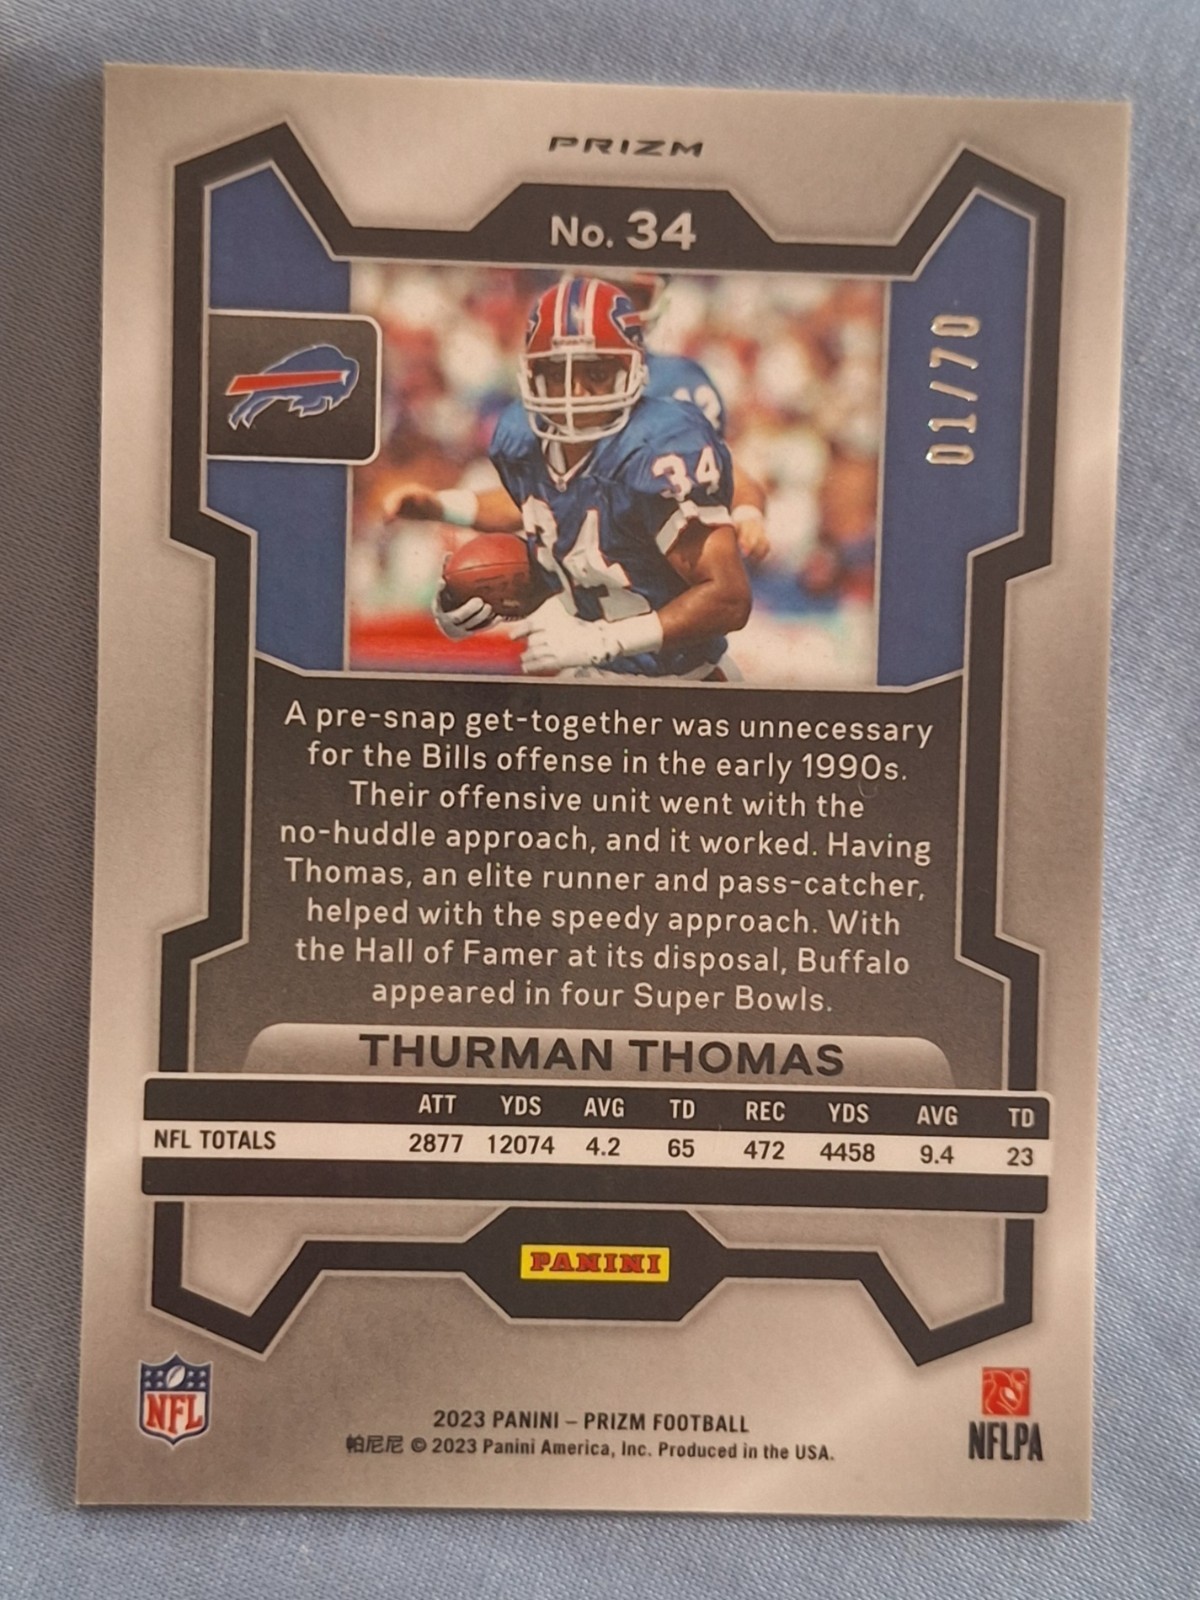 PRIZM
No. 34
01/70
34
34
A pre-snap get-together was unnecessary
for the Bills offense in the early 1990s.
Their offensive unit went with the
no-huddle approach, and it worked. Having
Thomas, an elite runner and pass-catcher,
helped with the speedy approach. With
the Hall of Famer at its disposal, Buffalo
appeared in four Super Bowls.
THURMAN THOMAS
ATT YDS AVG TD REC YDS AVG TD
NFL TOTALS 2877 12074 4.2 65 472 4458 9.4 23
PANINI
NFL
2023 PANINI – PRIZM FOOTBALL
帕尼尼 © 2023 Panini America, Inc. Produced in the USA.
NFLPA